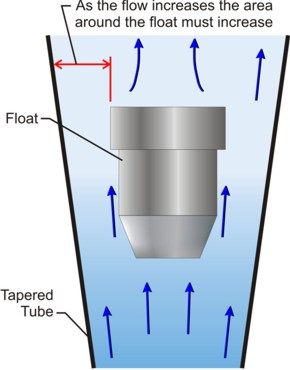 As the flow increases the area
around the float must increase
Float
Tapered
Tube